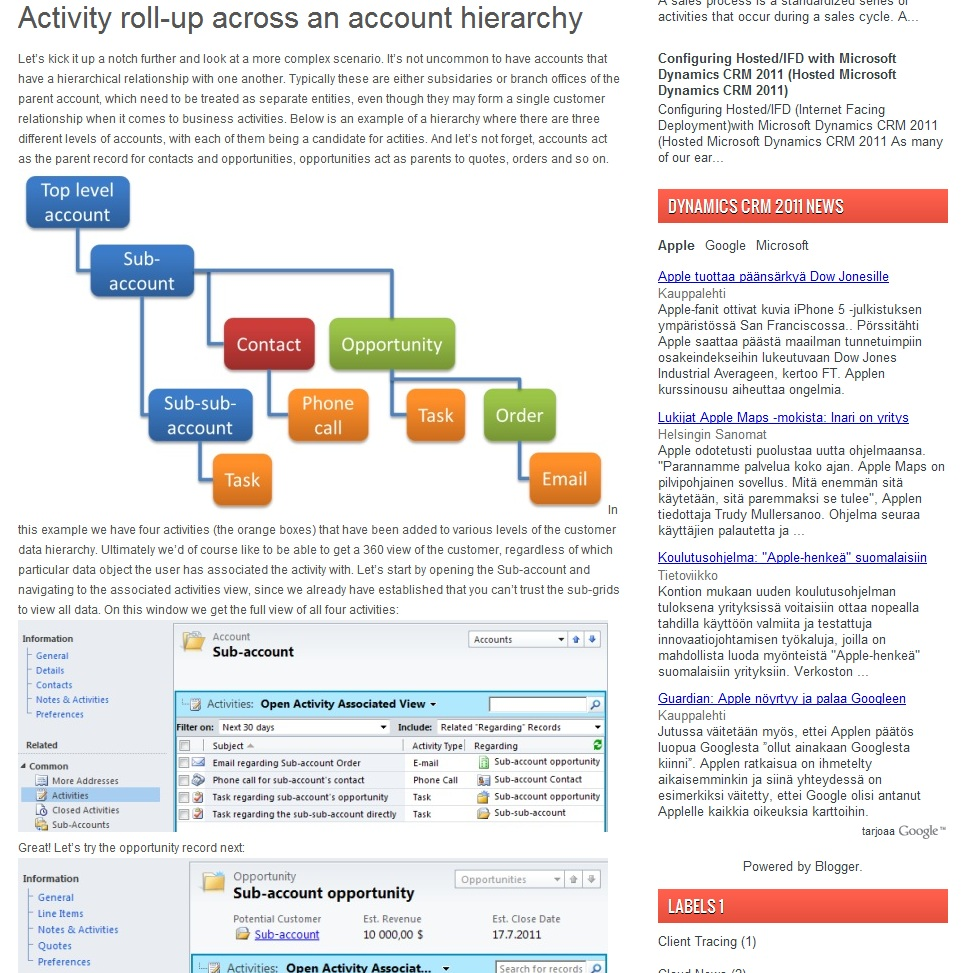 Activity roll-up across an account hierarchy
Let's kick it up a notch further and look at a more complex scenario. It's not uncommon to have accounts
that have a hierarchical relationship with one another. Typically these are either subsidaries or branch offices of the
parent account, which need to be treated as separate entities, even though they may form a single customer
relationship when it comes to business activities. Below is an example of a hierarchy where there are three
different levels of accounts, with each of them being a candidate for actities. And let's not forget, accounts act
as the parent record for contacts and opportunities, opportunities act as parents to quotes, orders and so on.
Top level
account
Sub-
account
Contact
Opportunity
Sub-sub-
account
Phone
call
Task
Order
Task
Email
In
this example we have four activities (the orange boxes) that have been added to various levels of the customer
data hierarchy. Ultimately we'd of course like to be able to get a 360 view of the customer, regardless of which
particular data object the user has associated the activity with. Let's start by opening the Sub-account and
navigating to the associated activities view, since we already have established that you can't trust the sub-grids
to view all data. On this window we get the full view of all four activities:
Information
General
Details
Contacts
Notes & Activities
Preferences
Related
Common
More Addresses
Activities
Closed Activities
Sub-Accounts
Account
Sub-account
Accounts
Activities: Open Activity Associated View
Filter on: Next 30 days Include: Related "Regarding" Records
Subject Activity Type Regarding
Email regarding Sub-account Order E-mail Sub-account opportunity
Phone call for sub-account's contact Phone Call Sub-account Contact
Task regarding sub-account's opportunity Task Sub-account opportunity
Task regarding the sub-sub-account directly Task Sub-sub-account
Great! Let's try the opportunity record next:
Information
General
Line Items
Notes & Activities
Quotes
Preferences
Opportunity
Sub-account opportunity
Opportunities
Potential Customer Est. Revenue Est. Close Date
Sub-account 10 000,00 $ 17.7.2011
Activities: Open Activity Associat... Search for records
A sales process is a standardized series of
activities that occur during a sales cycle. A...
Configuring Hosted/IFD with Microsoft
Dynamics CRM 2011 (Hosted Microsoft
Dynamics CRM 2011)
Configuring Hosted/IFD (Internet Facing
Deployment)with Microsoft Dynamics CRM 2011
(Hosted Microsoft Dynamics CRM 2011 As many
of our ear...
DYNAMICS CRM 2011 NEWS
Apple Google Microsoft
Apple tuottaa päänsärkyä Dow Jonesille
Kauppalehti
Apple-fanit ottivat kuvia iPhone 5 -julkistuksen
ympäristössä San Franciscossa.. Pörssitähti
Apple saattaa päästä maailman tunnetuimpiin
osakeindekseihin lukeutuvaan Dow Jones
Industrial Averageen, kertoo FT. Applen
kurssinousu aiheuttaa ongelmia.
Lukijat Apple Maps -mokista: Inari on yritys
Helsingin Sanomat
Apple odotetusti puolustaa uutta ohjelmaansa.
"Parannamme palvelua koko ajan. Apple Maps on
pilvipohjainen sovellus. Mitä enemmän sitä
käytetään, sitä paremmaksi se tulee", Applen
tiedottaja Trudy Mullersanoo. Ohjelma seuraa
käyttäjien palautetta ja ...
Koulutusohjelma: "Apple-henkeä" suomalaisiin
Tietoviikko
Kontion mukaan uuden koulutusohjelman
tuloksena yrityksissä voitaisiin ottaa nopealla
tahdilla käyttöön valmiita ja testattuja
innovaatiojohtamisen työkaluja, joilla on
mahdollista luoda myönteistä "Apple-henkeä"
suomalaisiin yrityksiin. Verkoston ...
Guardian: Apple nöyrtyy ja palaa Googleen
Kauppalehti
Jutussa väitetään myös, ettei Applen päätös
luopua Googlesta "ollut ainakaan Googlesta
kiinni". Applen ratkaisua on ihmetelty
aikaisemminkin ja siinä yhteydessä on
esimerkiksi väitetty, ettei Google olisi antanut
Applelle kaikkia oikeuksia karttoihin.
tarjoaa Google™
Powered by Blogger.
LABELS 1
Client Tracing (1)
Cloud News (2)